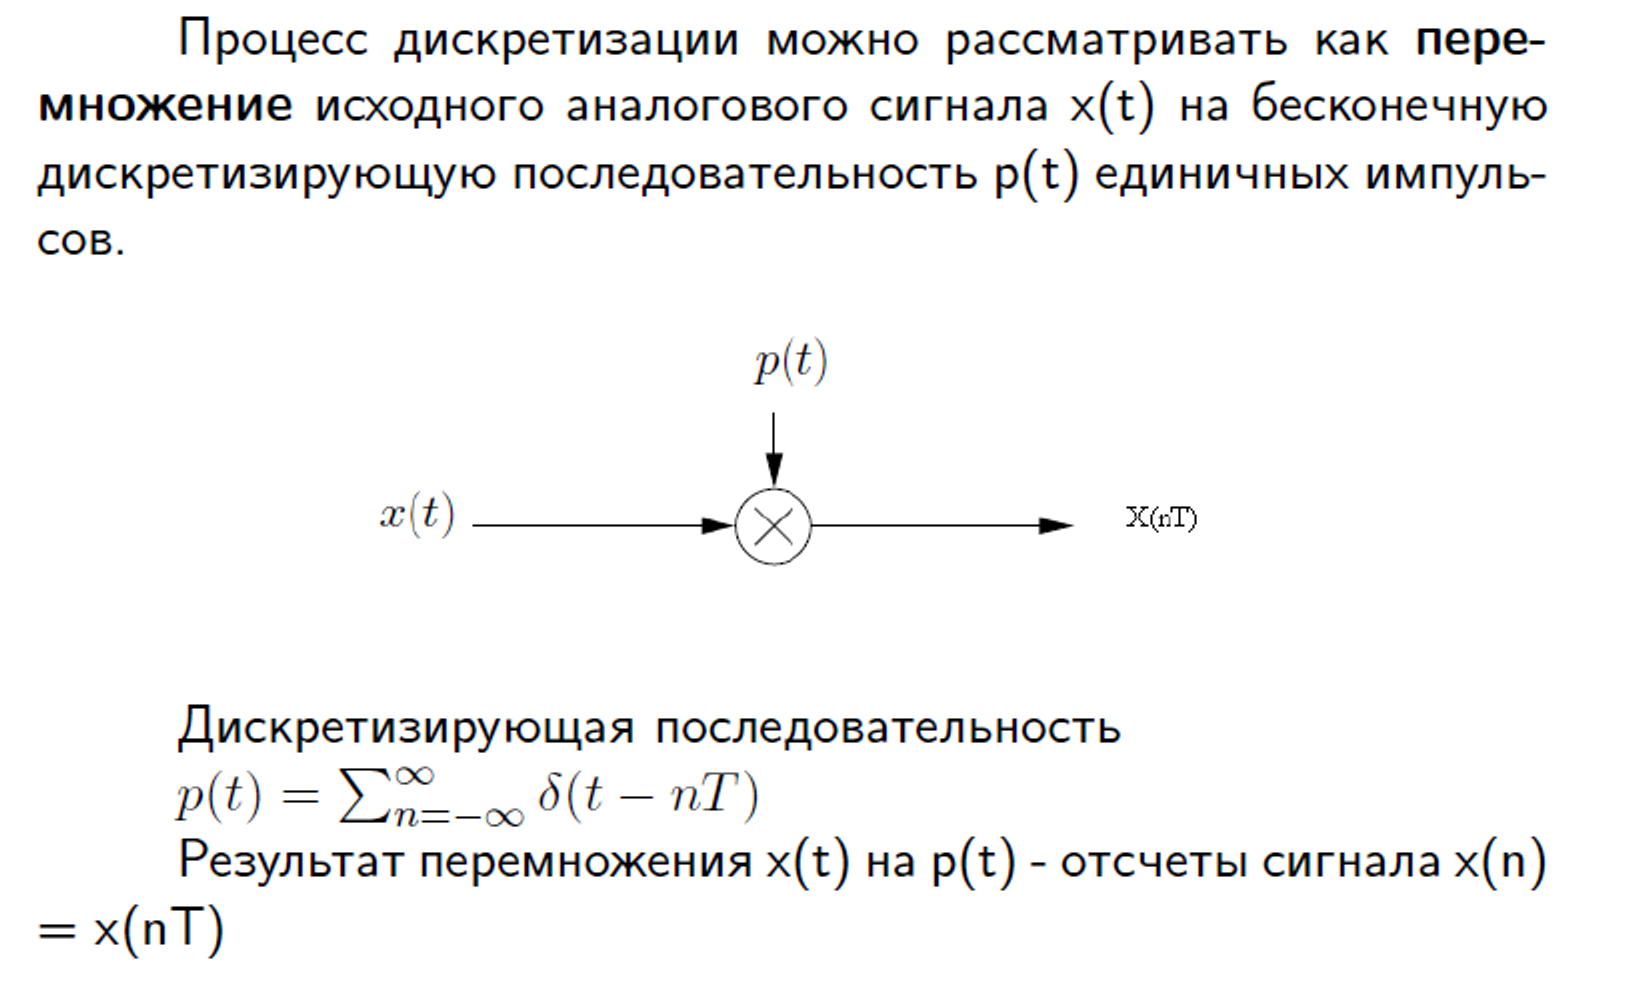 Процесс дискретизации можно рассматривать как пере-
множение исходного аналогового сигнала x(t) на бесконечную
дискретизирующую последовательность p(t) единичных импуль-
сов.
p(t)
x(t)
X(nT)
Дискретизирующая последовательность
p(t) = ∑_{n=-∞}^{∞} δ(t − nT)
Результат перемножения x(t) на p(t) - отсчеты сигнала x(n)
= x(nT)